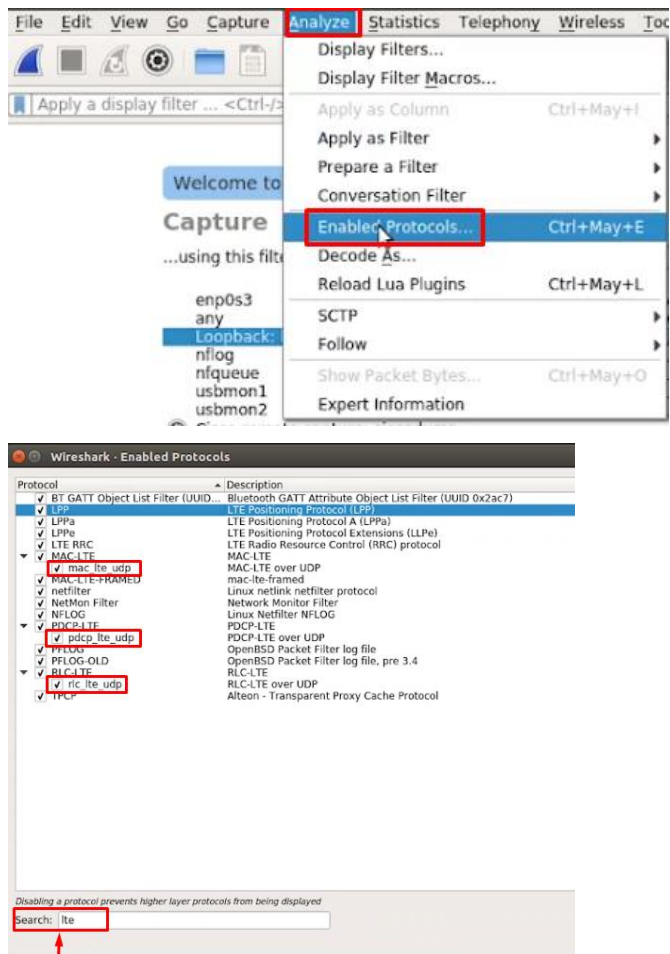 File Edit View Go Capture Analyze Statistics Telephony Wireless Too
Apply a display filter ... <Ctrl-/>
Display Filters...
Display Filter Macros...
Apply as Column Ctrl+May+I
Apply as Filter
Prepare a Filter
Conversation Filter
Enabled Protocols... Ctrl+May+E
Decode As...
Reload Lua Plugins Ctrl+May+L
SCTP
Follow
Show Packet Bytes... Ctrl+May+O
Expert Information
Welcome to
Capture
...using this filte
enp0s3
any
Loopback:
nflog
nfqueue
usbmon1
usbmon2
Wireshark · Enabled Protocols
Protocol Description
BT GATT Object List Filter (UUID... Bluetooth GATT Attribute Object List Filter (UUID 0x2ac7)
LPP LTE Positioning Protocol (LPP)
LPPa LTE Positioning Protocol A (LPPa)
LPPe LTE Positioning Protocol Extensions (LLPe)
LTE RRC LTE Radio Resource Control (RRC) protocol
MAC-LTE MAC-LTE
mac_lte_udp MAC-LTE over UDP
MAC-LTE-FRAMED mac-lte-framed
netfilter Linux netlink netfilter protocol
NetMon Filter Network Monitor Filter
NFLOG Linux Netfilter NFLOG
PDCP-LTE PDCP-LTE
pdcp_lte_udp PDCP-LTE over UDP
PFLOG OpenBSD Packet Filter log file
PFLOG-OLD OpenBSD Packet Filter log file, pre 3.4
RLC-LTE RLC-LTE
rlc_lte_udp RLC-LTE over UDP
TPCP Alteon - Transparent Proxy Cache Protocol
Disabling a protocol prevents higher layer protocols from being displayed
Search: lte